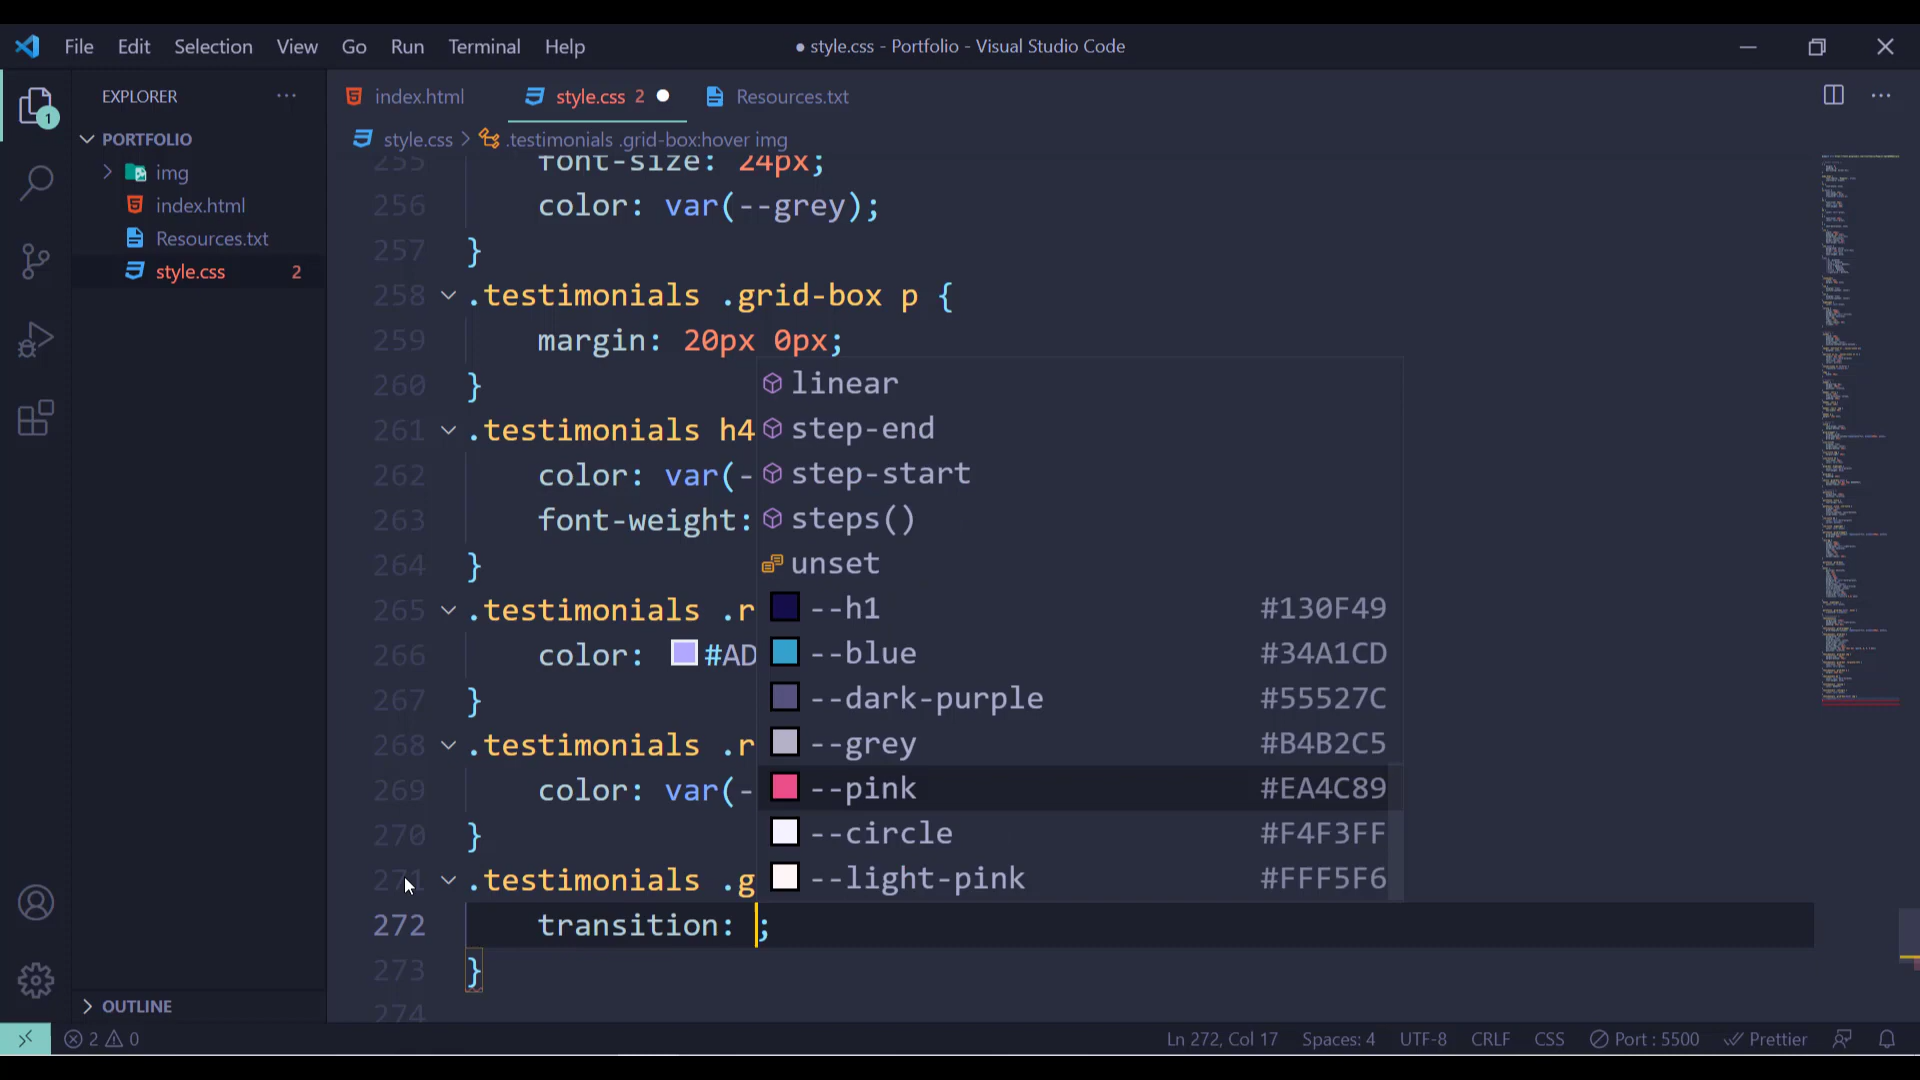 File Edit Selection View Go Run Terminal Help
● style.css - Portfolio - Visual Studio Code
EXPLORER
index.html
style.css 2
Resources.txt
PORTFOLIO
style.css > .testimonials .grid-box:hover img
img
index.html
Resources.txt
style.css 2
255 font-size: 24px;
256 color: var(--grey);
257 }
258 .testimonials .grid-box p {
259 margin: 20px 0px;
260 }
261 .testimonials h4
262 color: var(-
263 font-weight:
264 }
265 .testimonials .r
266 color: #AD
267 }
268 .testimonials .r
269 color: var(-
270 }
271 .testimonials .g
272 transition: ;
273 }
274
linear
step-end
step-start
steps()
unset
--h1 #130F49
--blue #34A1CD
--dark-purple #55527C
--grey #B4B2C5
--pink #EA4C89
--circle #F4F3FF
--light-pink #FFF5F6
1
OUTLINE
2 0
Ln 272, Col 17 Spaces: 4 UTF-8 CRLF CSS Port : 5500 Prettier